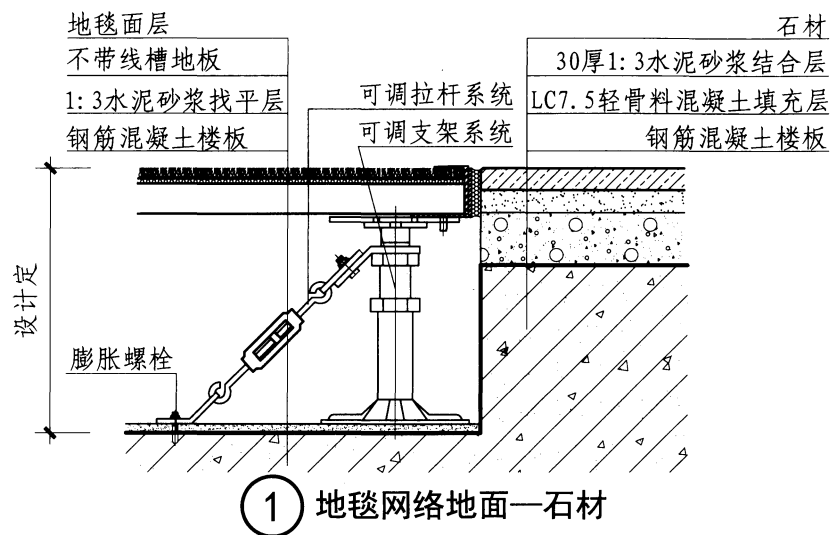 地毯面层
不带线槽地板
1:3水泥砂浆找平层
钢筋混凝土楼板
可调拉杆系统
可调支架系统
石材
30厚1:3水泥砂浆结合层
LC7.5轻骨料混凝土填充层
钢筋混凝土楼板
设计定
膨胀螺栓
1 地毯网络地面—石材